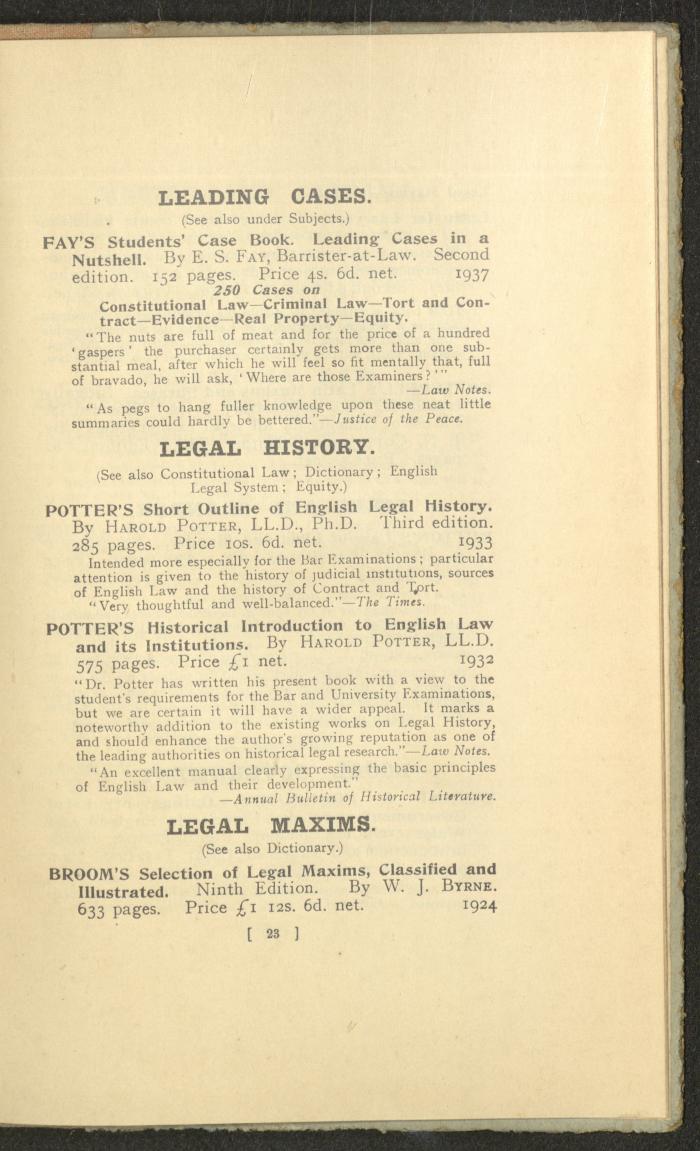 LEADING CASES.
(See also under Subjects.)
FAY'S Students' Case Book. Leading Cases in a
Nutshell. By E. S. FAY, Barrister-at-Law. Second
edition. 152 pages. Price 4s. 6d. net. 1937
250 Cases on
Constitutional Law—Criminal Law—Tort and Con-
tract—Evidence—Real Property—Equity.
"The nuts are full of meat and for the price of a hundred
'gaspers' the purchaser certainly gets more than one sub-
stantial meal, after which he will feel so fit mentally that, full
of bravado, he will ask, 'Where are those Examiners?'"
—Law Notes.
"As pegs to hang fuller knowledge upon these neat little
summaries could hardly be bettered."—Justice of the Peace.
LEGAL HISTORY.
(See also Constitutional Law; Dictionary; English
Legal System; Equity.)
POTTER'S Short Outline of English Legal History.
By HAROLD POTTER, LL.D., Ph.D. Third edition.
285 pages. Price 10s. 6d. net. 1933
Intended more especially for the Bar Examinations; particular
attention is given to the history of judicial institutions, sources
of English Law and the history of Contract and Tort.
"Very thoughtful and well-balanced."—The Times.
POTTER'S Historical Introduction to English Law
and its Institutions. By HAROLD POTTER, LL.D.
575 pages. Price £1 net. 1932
"Dr. Potter has written his present book with a view to the
student's requirements for the Bar and University Examinations,
but we are certain it will have a wider appeal. It marks a
noteworthy addition to the existing works on Legal History,
and should enhance the author's growing reputation as one of
the leading authorities on historical legal research."—Law Notes.
"An excellent manual clearly expressing the basic principles
of English Law and their development."
—Annual Bulletin of Historical Literature.
LEGAL MAXIMS.
(See also Dictionary.)
BROOM'S Selection of Legal Maxims, Classified and
Illustrated. Ninth Edition. By W. J. BYRNE.
633 pages. Price £1 12s. 6d. net. 1924
[ 23 ]